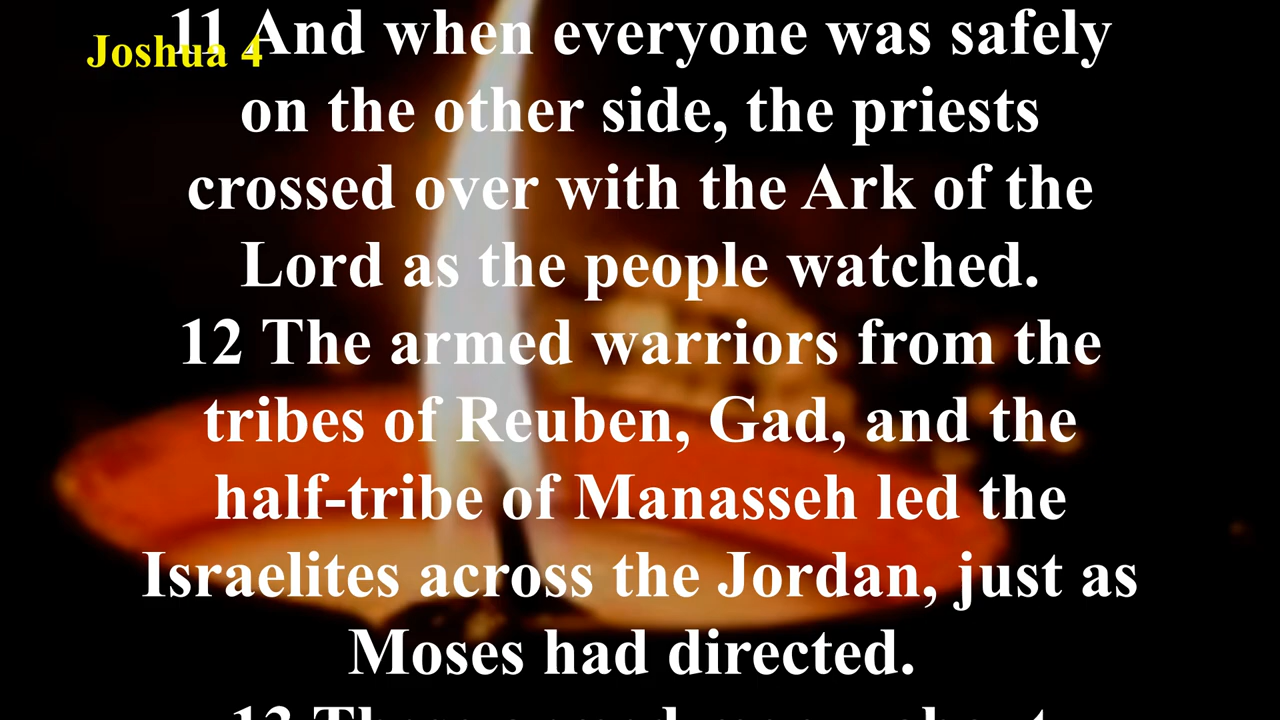 Joshua 4
11 And when everyone was safely
on the other side, the priests
crossed over with the Ark of the
Lord as the people watched.
12 The armed warriors from the
tribes of Reuben, Gad, and the
half-tribe of Manasseh led the
Israelites across the Jordan, just as
Moses had directed.